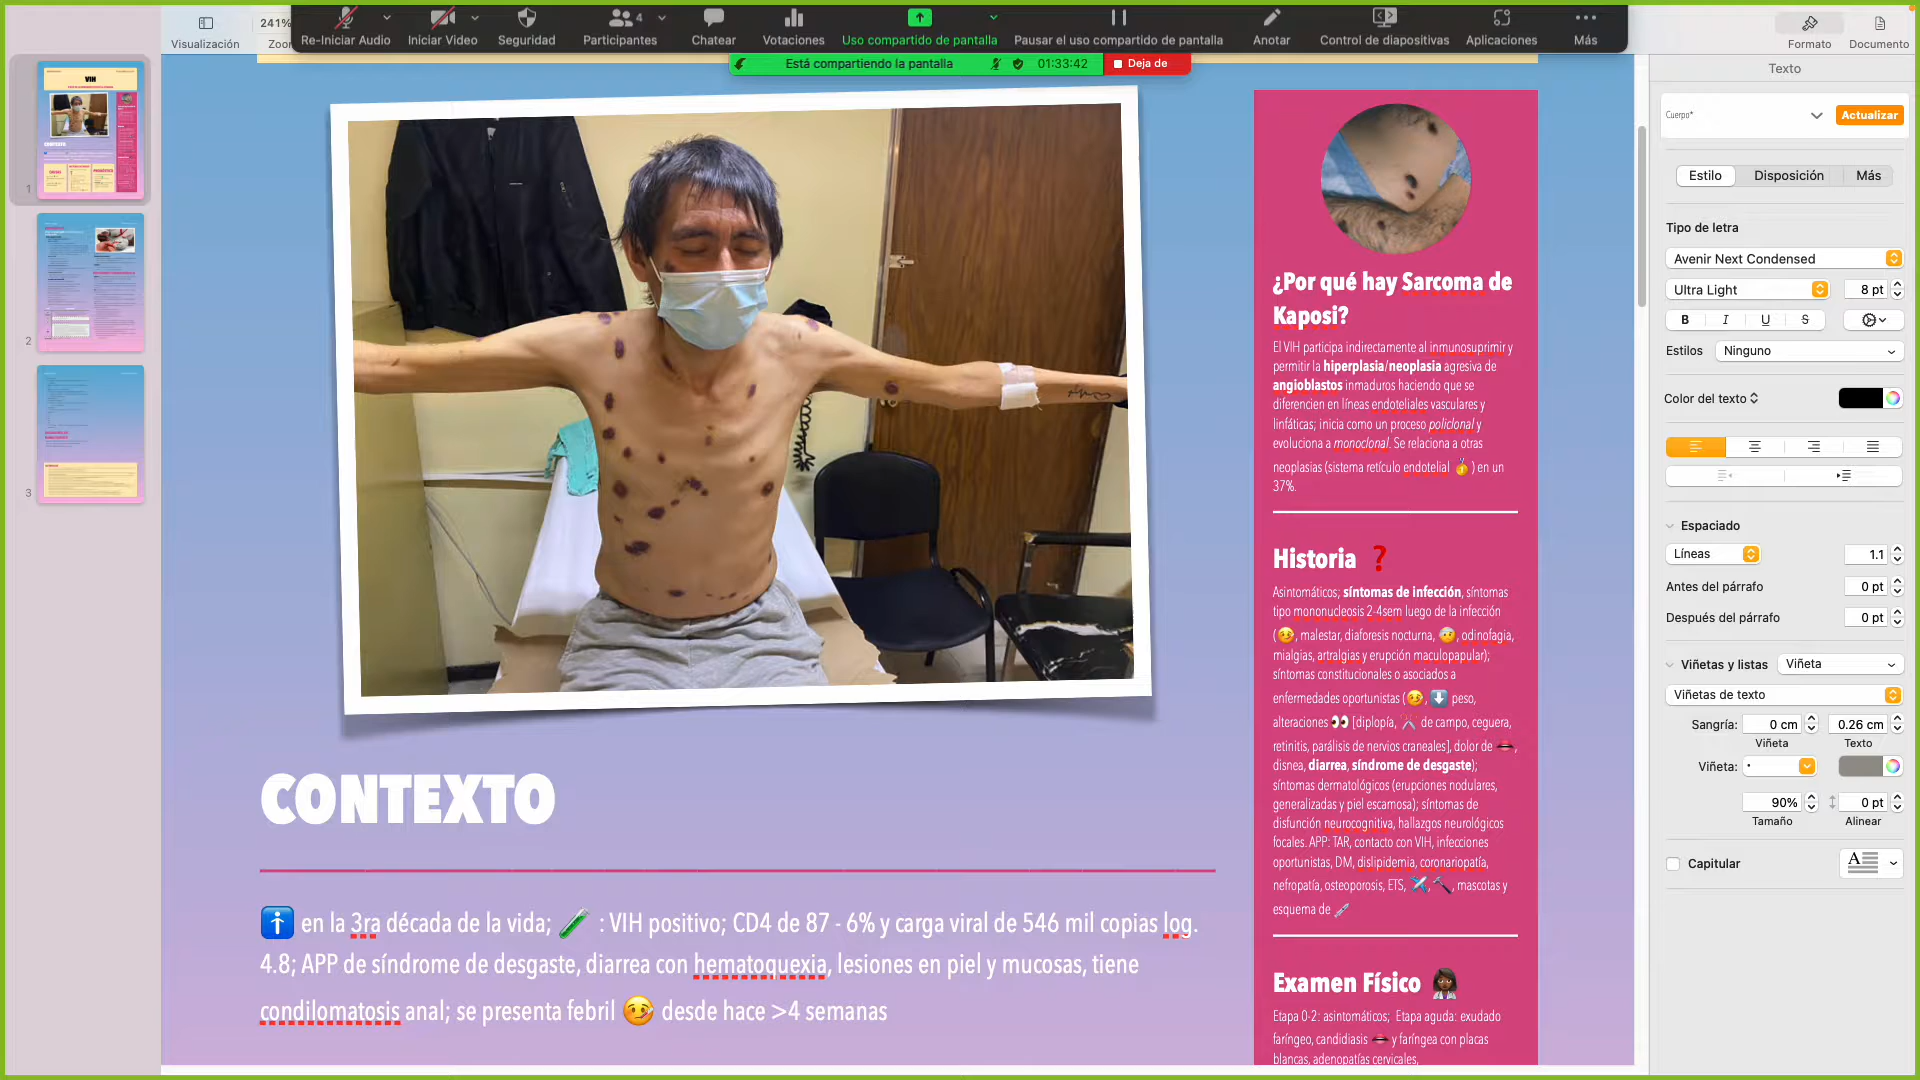 Visualización
241%
Zoom
Re-Iniciar Audio
Iniciar Video
Seguridad
4
Participantes
Chatear
Votaciones
Uso compartido de pantalla
Pausar el uso compartido de pantalla
Anotar
Control de diapositivas
Aplicaciones
Más
Está compartiendo la pantalla
01:33:42
Deja de
Formato
Documento
VIH
1
2
3
¿Por qué hay Sarcoma de
Kaposi?
El VIH participa indirectamente al inmunosuprimir y
permitir la hiperplasia/neoplasia agresiva de
angioblastos inmaduros haciendo que se
diferencien en líneas endoteliales vasculares y
linfáticas; inicia como un proceso policlonal y
evoluciona a monoclonal. Se relaciona a otras
neoplasias (sistema retículo endotelial 🥇) en un
37%.
Historia ❓
Asintomáticos; síntomas de infección, síntomas
tipo mononucleosis 2-4sem luego de la infección
(🤒, malestar, diaforesis nocturna, 🤕, odinofagia,
mialgias, artralgias y erupción maculopapular);
síntomas constitucionales o asociados a
enfermedades oportunistas (🤒, ⬇️ peso,
alteraciones 👀 [diplopía, de campo, ceguera,
retinitis, parálisis de nervios craneales], dolor de 👄,
disnea, diarrea, síndrome de desgaste);
síntomas dermatológicos (erupciones nodulares,
generalizadas y piel escamosa); síntomas de
disfunción neurocognitiva, hallazgos neurológicos
focales. APP: TAR, contacto con VIH, infecciones
oportunistas, DM, dislipidemia, coronariopatía,
nefropatía, osteoporosis, ETS, ✈️, 🔨, mascotas y
esquema de 💉
Examen Físico 👩🏿‍⚕️
Etapa 0-2: asintomáticos; Etapa aguda: exudado
faríngeo, candidiasis 👄 y faríngea con placas
blancas, adenopatías cervicales,
CONTEXTO
en la 3ra década de la vida; 🧪 : VIH positivo; CD4 de 87 - 6% y carga viral de 546 mil copias log.
4.8; APP de síndrome de desgaste, diarrea con hematoquexia, lesiones en piel y mucosas, tiene
condilomatosis anal; se presenta febril 🤒 desde hace >4 semanas
Texto
Cuerpo*
Actualizar
Estilo
Disposición
Más
Tipo de letra
Avenir Next Condensed
Ultra Light
8 pt
B I U S
Estilos
Ninguno
Color del texto
Espaciado
Líneas
1.1
Antes del párrafo
0 pt
Después del párrafo
0 pt
Viñetas y listas
Viñeta
Viñetas de texto
Sangría:
0 cm
0.26 cm
Viñeta
Texto
Viñeta:
•
90%
0 pt
Tamaño
Alinear
Capitular
A